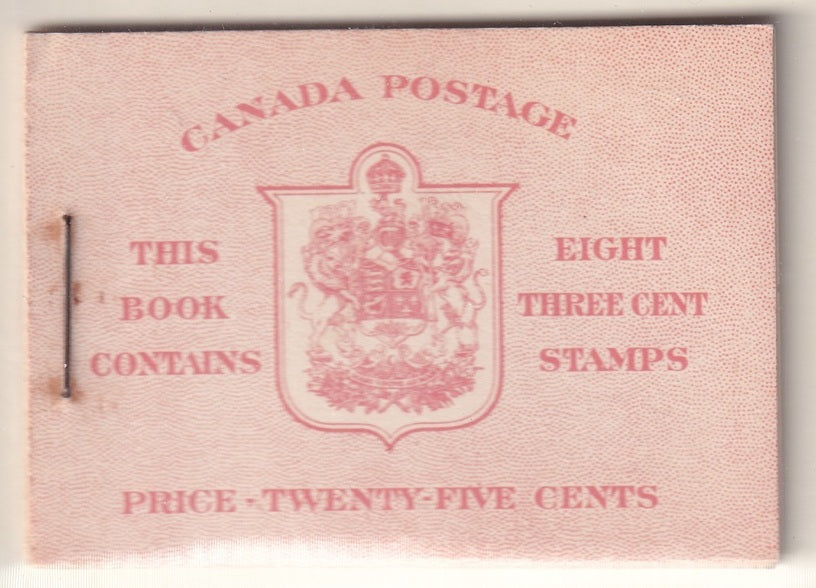 CANADA POSTAGE
THIS
BOOK
CONTAINS
EIGHT
THREE CENT
STAMPS
PRICE - TWENTY-FIVE CENTS